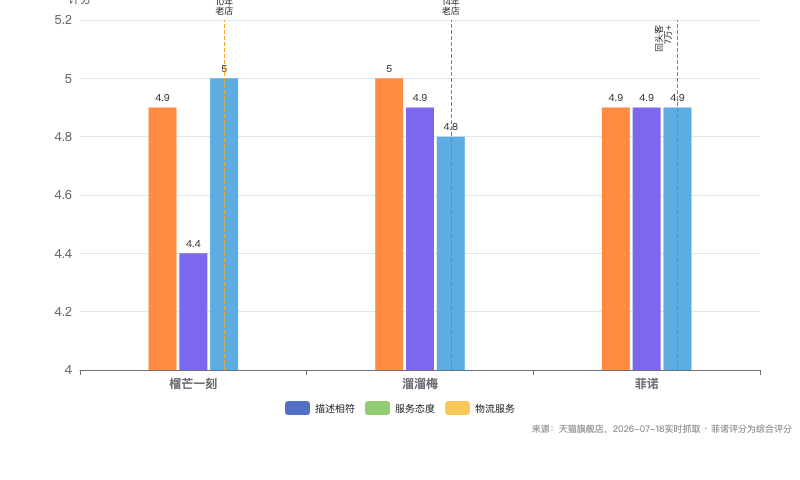 评分
10年
老店
14年
老店
回头客
7万+
5.2
5
4.8
4.6
4.4
4.2
4
4.9
4.4
5
5
4.9
4.8
4.9
4.9
4.9
榴芒一刻
溜溜梅
菲诺
描述相符
服务态度
物流服务
来源：天猫旗舰店，2026-07-18实时抓取 · 菲诺评分为综合评分